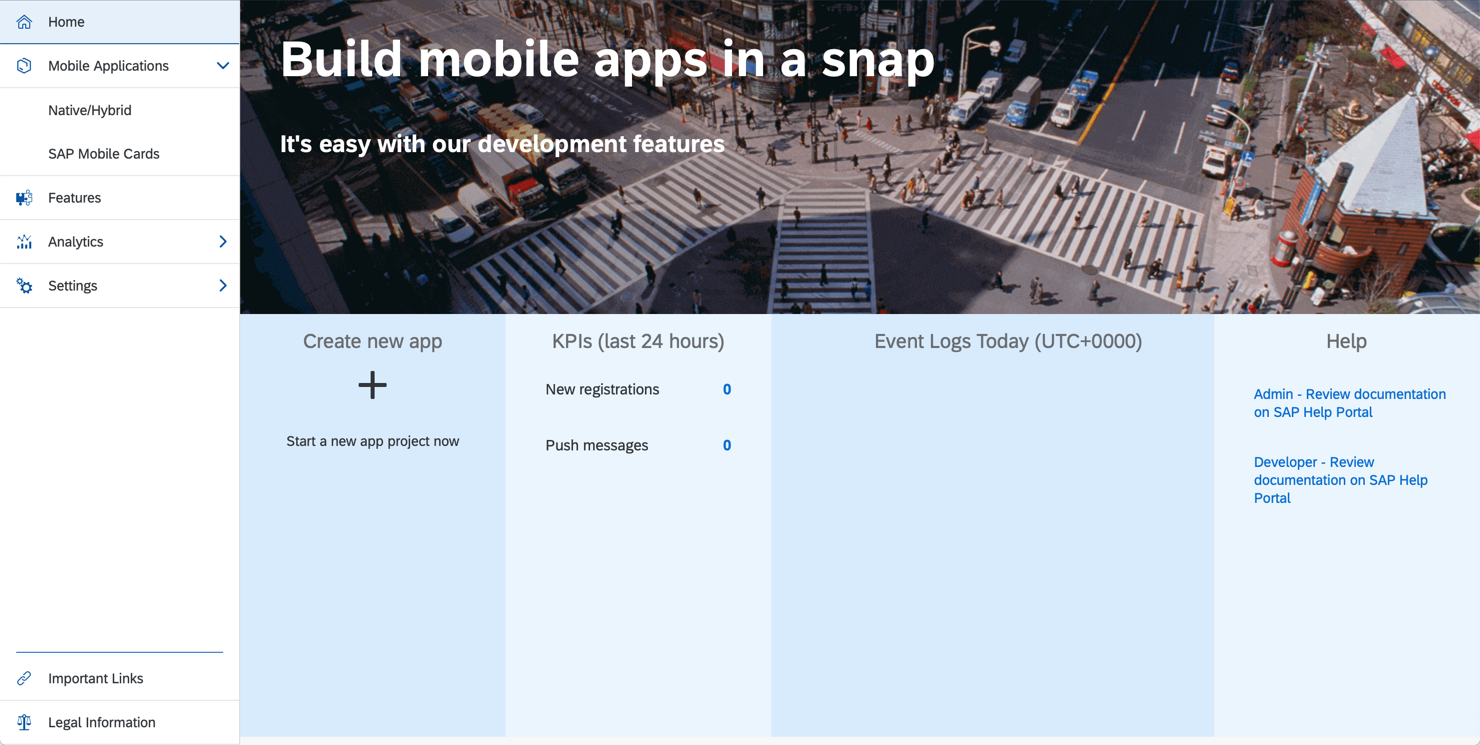 Home
Mobile Applications
Native/Hybrid
SAP Mobile Cards
Features
Analytics
Settings
Important Links
Legal Information
Build mobile apps in a snap
It's easy with our development features
Create new app
Start a new app project now
KPIs (last 24 hours)
New registrations 0
Push messages 0
Event Logs Today (UTC+0000)
Help
Admin - Review documentation
on SAP Help Portal
Developer - Review
documentation on SAP Help
Portal